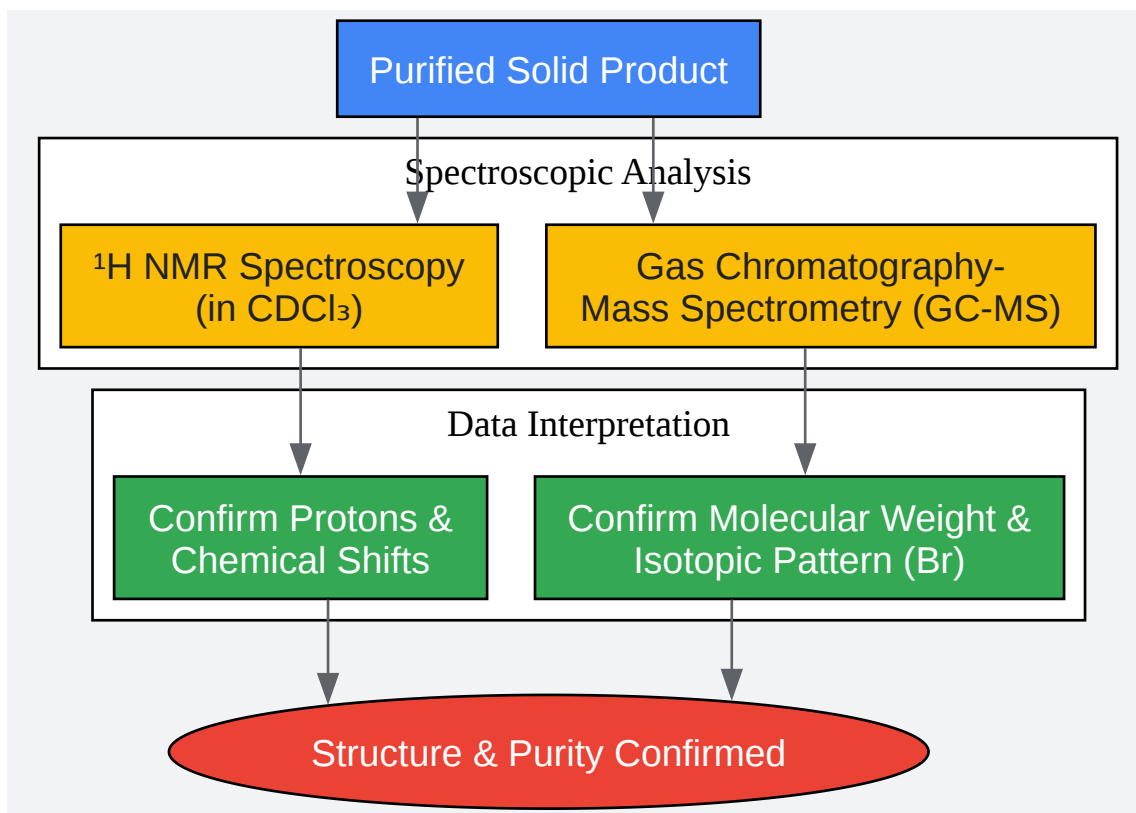 Purified Solid Product
Spectroscopic Analysis
¹H NMR Spectroscopy
(in CDCl₃)
Gas Chromatography-
Mass Spectrometry (GC-MS)
Data Interpretation
Confirm Protons &
Chemical Shifts
Confirm Molecular Weight &
Isotopic Pattern (Br)
Structure & Purity Confirmed